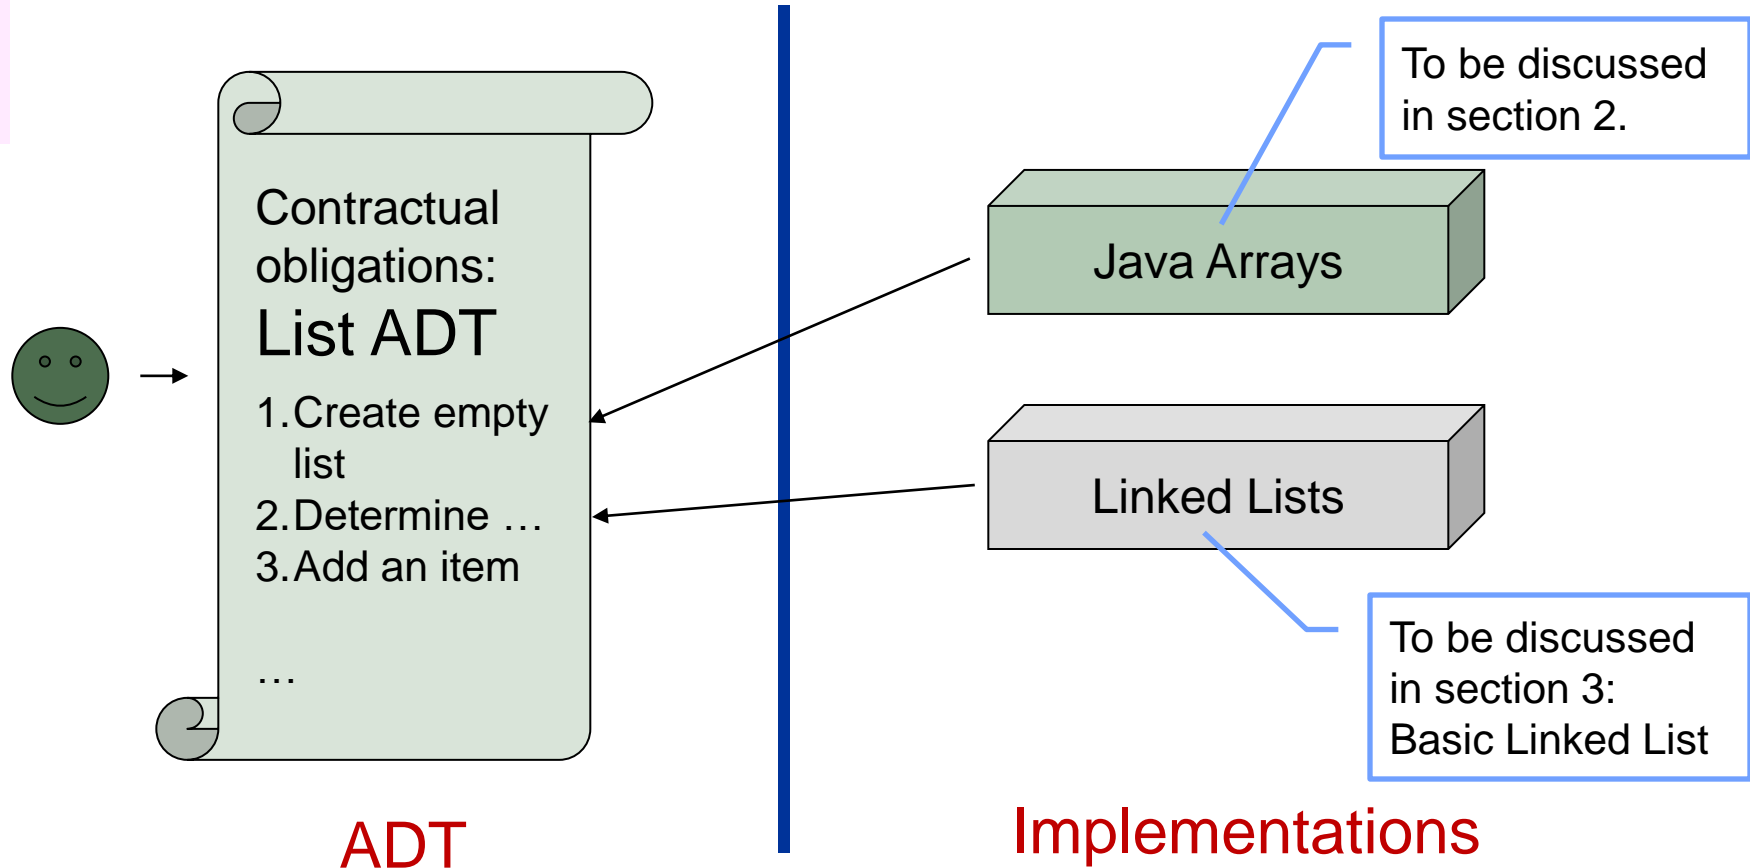 Contractual
obligations:
List ADT
1.Create empty
list
2.Determine …
3.Add an item
…
ADT
To be discussed
in section 2.
Java Arrays
Linked Lists
To be discussed
in section 3:
Basic Linked List
Implementations